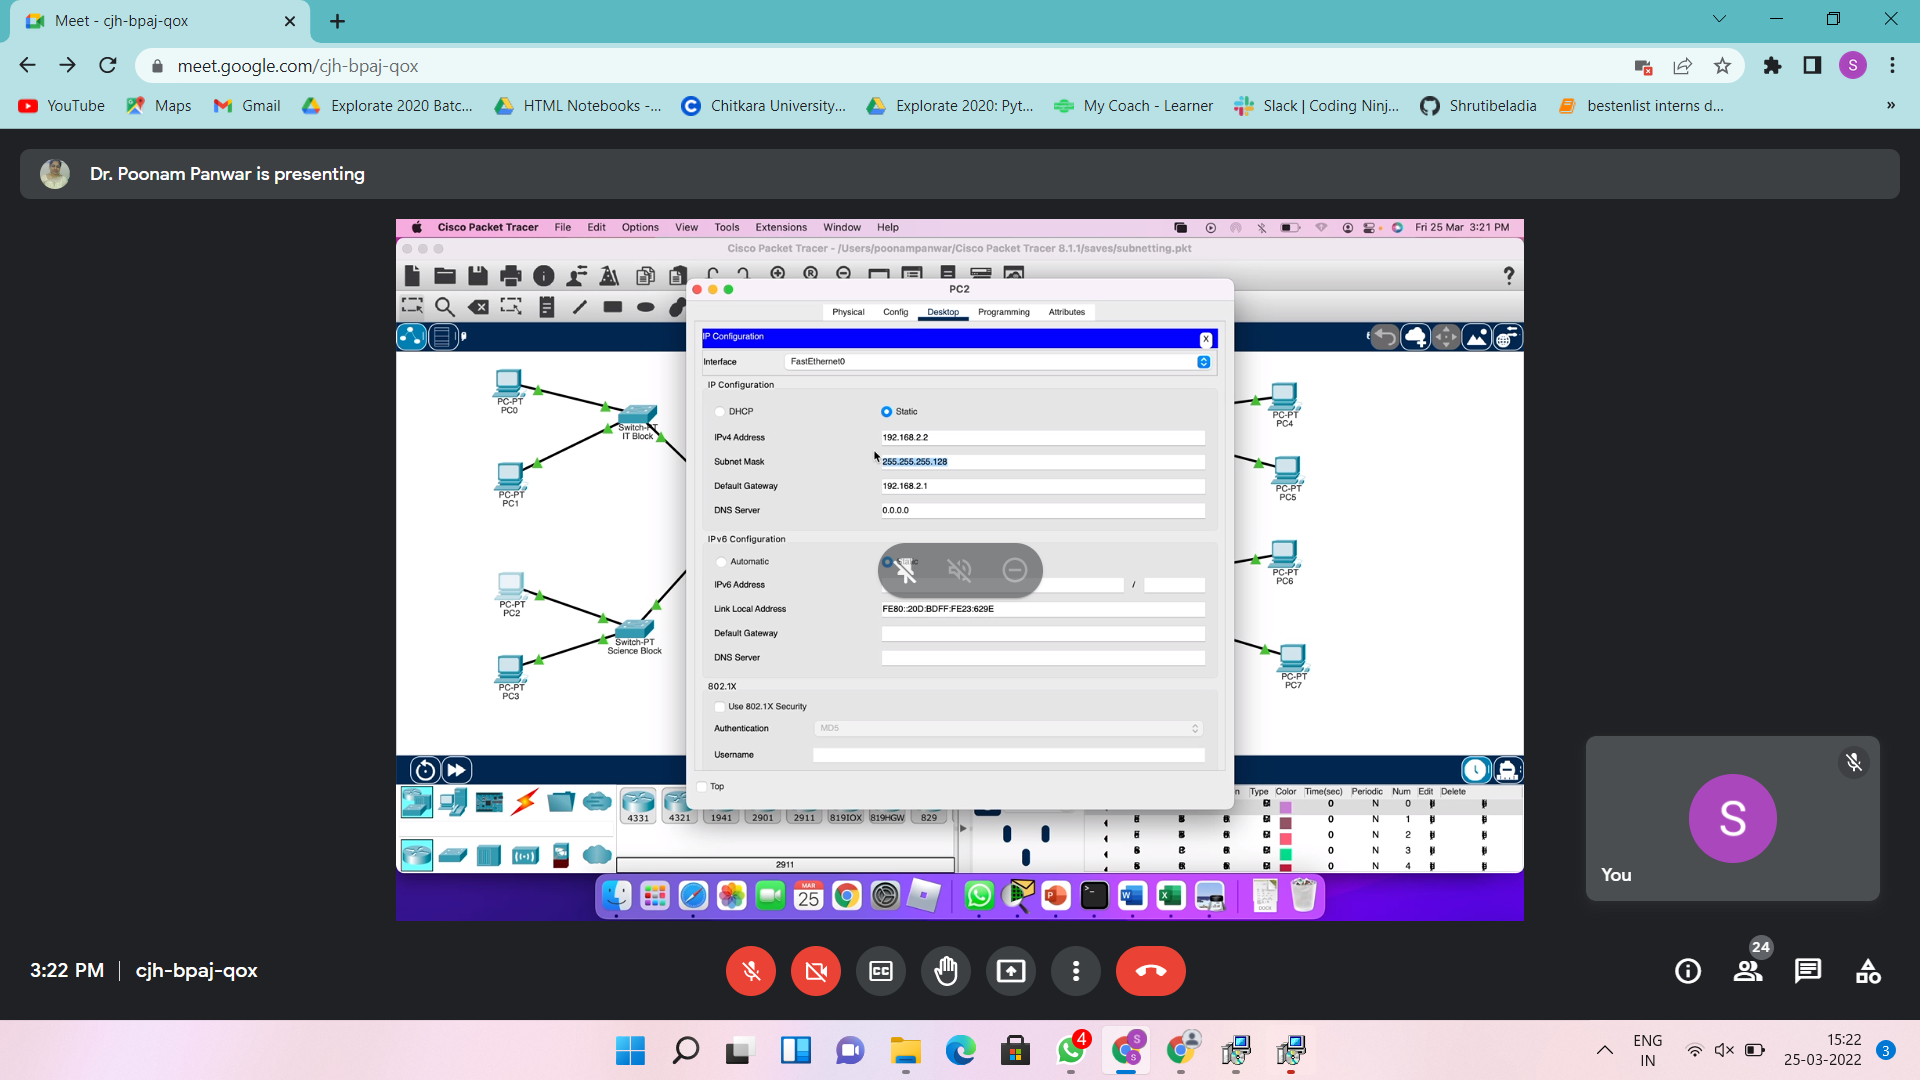 Meet - cjh-bpaj-qox
meet.google.com/cjh-bpaj-qox
S
YouTube Maps Gmail Explorate 2020 Batc... HTML Notebooks -... Chitkara University... Explorate 2020: Pyt... My Coach - Learner Slack | Coding Ninj... Shrutibeladia bestenlist interns d... »
Dr. Poonam Panwar is presenting
Cisco Packet Tracer File Edit Options View Tools Extensions Window Help Fri 25 Mar 3:21 PM
Cisco Packet Tracer - /Users/poonampanwar/Cisco Packet Tracer 8.1.1/saves/subnetting.pkt
PC2
Physical Config Desktop Programming Attributes
IP Configuration X
Interface FastEthernet0
IP Configuration
DHCP Static
IPv4 Address 192.168.2.2
Subnet Mask 255.255.255.128
Default Gateway 192.168.2.1
DNS Server 0.0.0.0
IPv6 Configuration
Automatic
IPv6 Address /
Link Local Address FE80::20D:BDFF:FE23:629E
Default Gateway
DNS Server
802.1X
Use 802.1X Security
Authentication MD5
Username
Top
PC-PT
PC0
Switch-PT
IT Block
PC-PT
PC1
PC-PT
PC2
Switch-PT
Science Block
PC-PT
PC3
PC-PT
PC4
PC-PT
PC5
PC-PT
PC6
PC-PT
PC7
Type Color Time(sec) Periodic Num Edit Delete
0 N 0
0 N 1
0 N 2
0 N 3
0 N 4
4331 4321 1941 2901 2911 819IOX 819HGW 829
2911
MAR
25
S
You
3:22 PM | cjh-bpaj-qox
CC
24
4
ENG
IN
15:22
25-03-2022
3